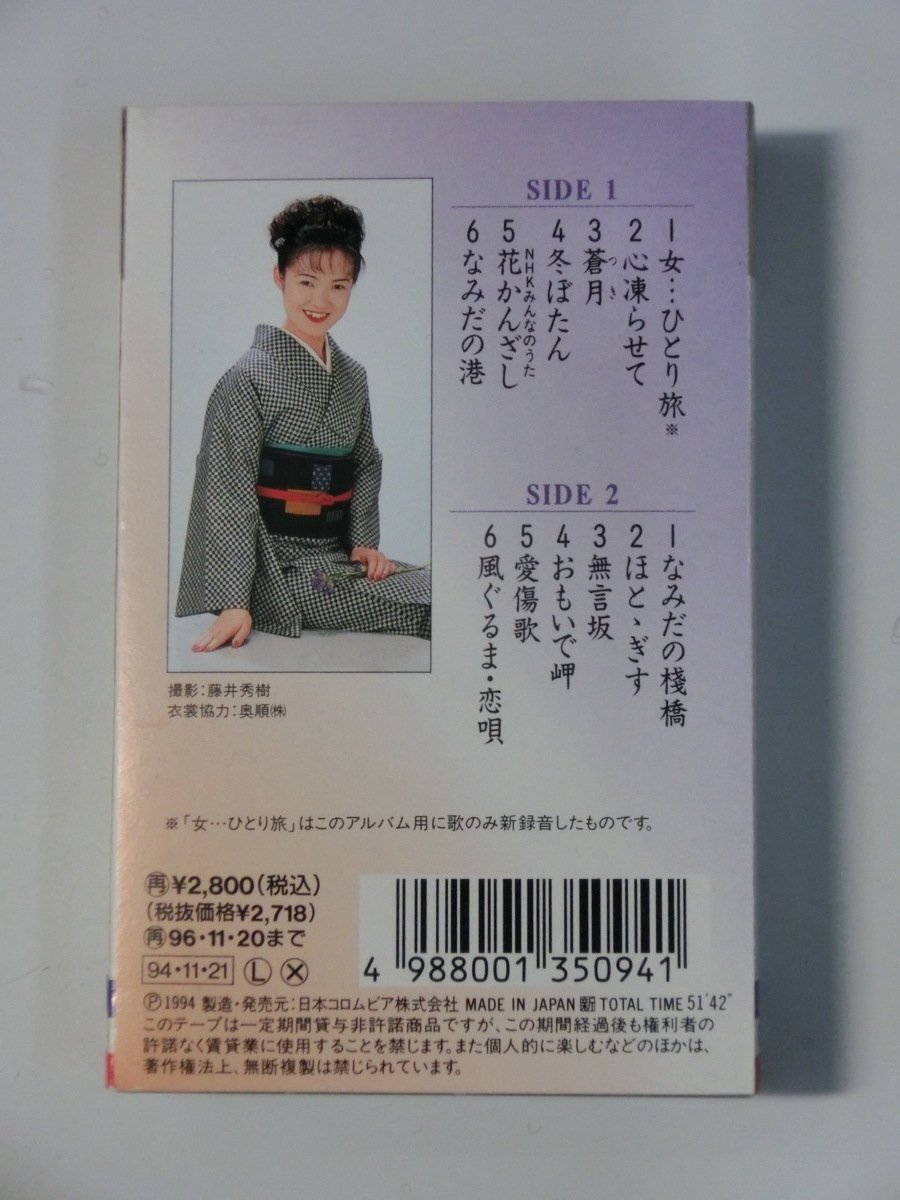 SIDE 1
1 女…ひとり旅※
2 心凍らせて
3 蒼月
つき
4 冬ぼたん
NHKみんなのうた
5 花かんざし
6 なみだの港
SIDE 2
1 なみだの棧橋
2 ほとゝぎす
3 無言坂
4 おもいで岬
5 愛傷歌
6 風ぐるま・恋唄
撮影:藤井秀樹
衣裳協力:奥順㈱
※「女…ひとり旅」はこのアルバム用に歌のみ新録音したものです。
再 ¥2,800(税込)
(税抜価格¥2,718)
再 96・11・20まで
94・11・21 Ⓛ Ⓧ
4 988001 350941
Ⓟ1994 製造・発売元:日本コロムビア株式会社 MADE IN JAPAN TOTAL TIME 51'42"
このテープは一定期間貸与非許諾商品ですが、この期間経過後も権利者の
許諾なく賃貸業に使用することを禁じます。また個人的に楽しむなどのほかは、
著作権法上、無断複製は禁じられています。